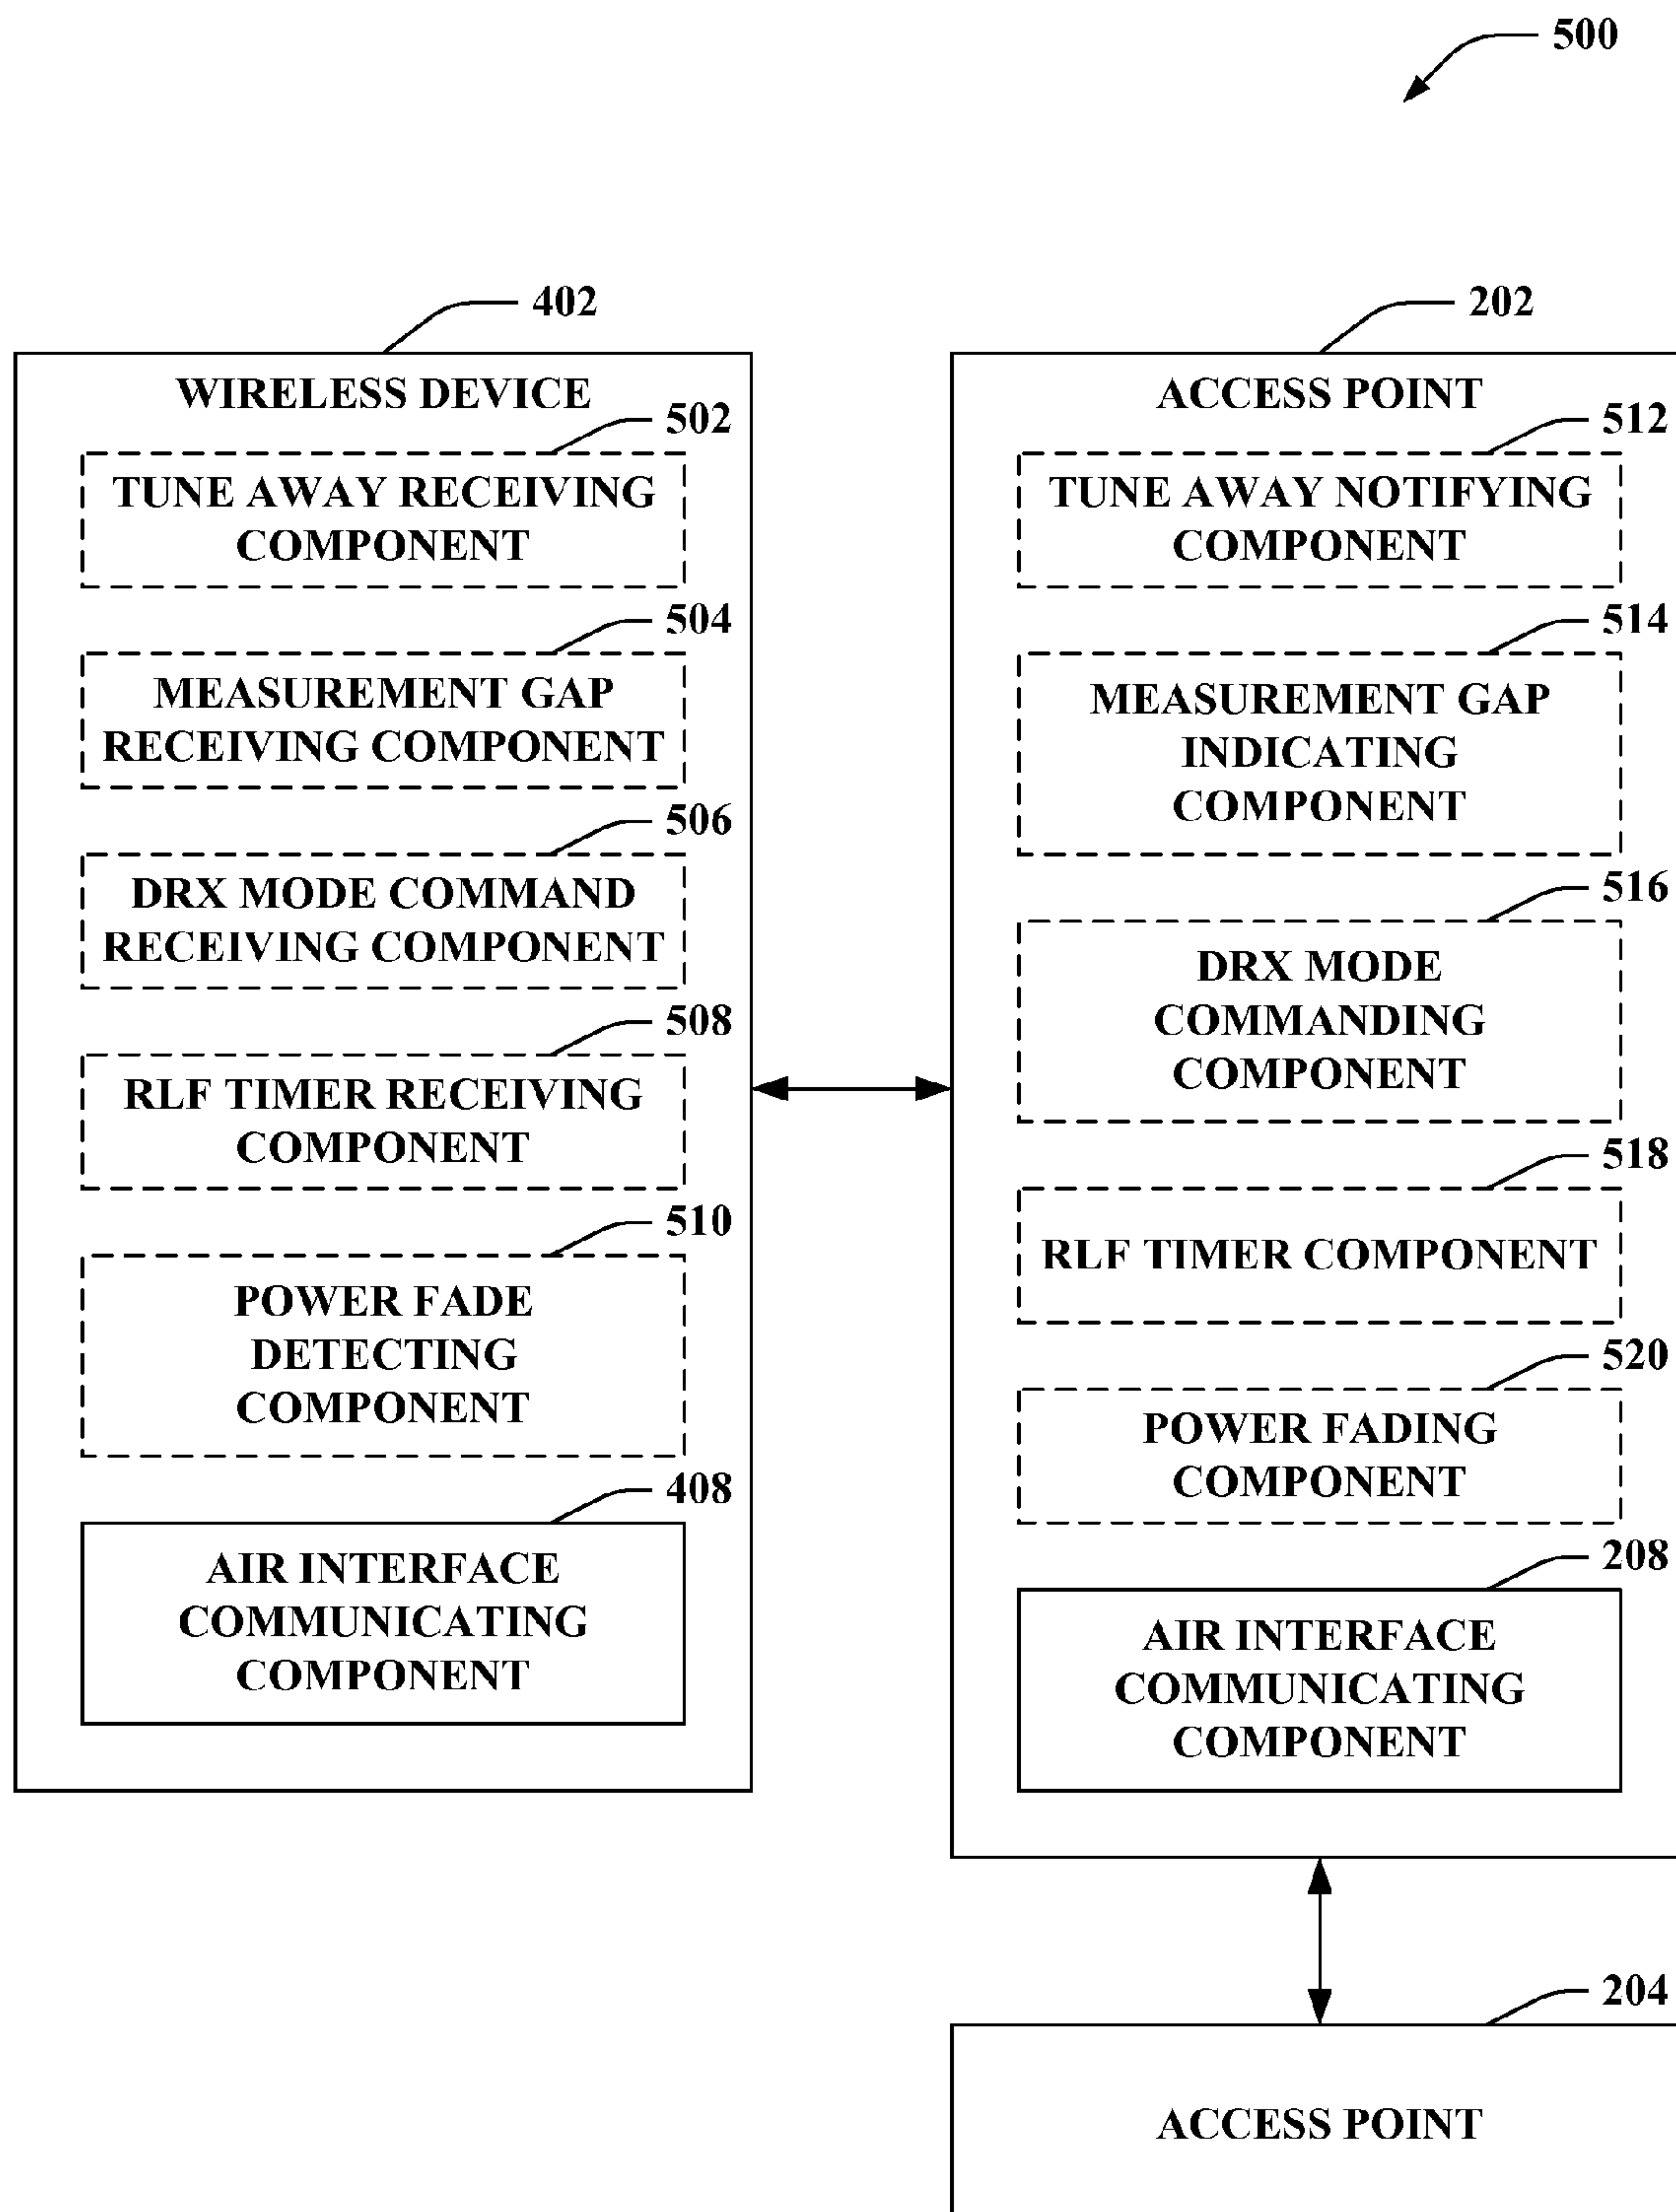 500
402
WIRELESS DEVICE
502
TUNE AWAY RECEIVING
COMPONENT
504
MEASUREMENT GAP
RECEIVING COMPONENT
506
DRX MODE COMMAND
RECEIVING COMPONENT
508
RLF TIMER RECEIVING
COMPONENT
510
POWER FADE
DETECTING
COMPONENT
408
AIR INTERFACE
COMMUNICATING
COMPONENT
202
ACCESS POINT
512
TUNE AWAY NOTIFYING
COMPONENT
514
MEASUREMENT GAP
INDICATING
COMPONENT
516
DRX MODE
COMMANDING
COMPONENT
518
RLF TIMER COMPONENT
520
POWER FADING
COMPONENT
208
AIR INTERFACE
COMMUNICATING
COMPONENT
204
ACCESS POINT